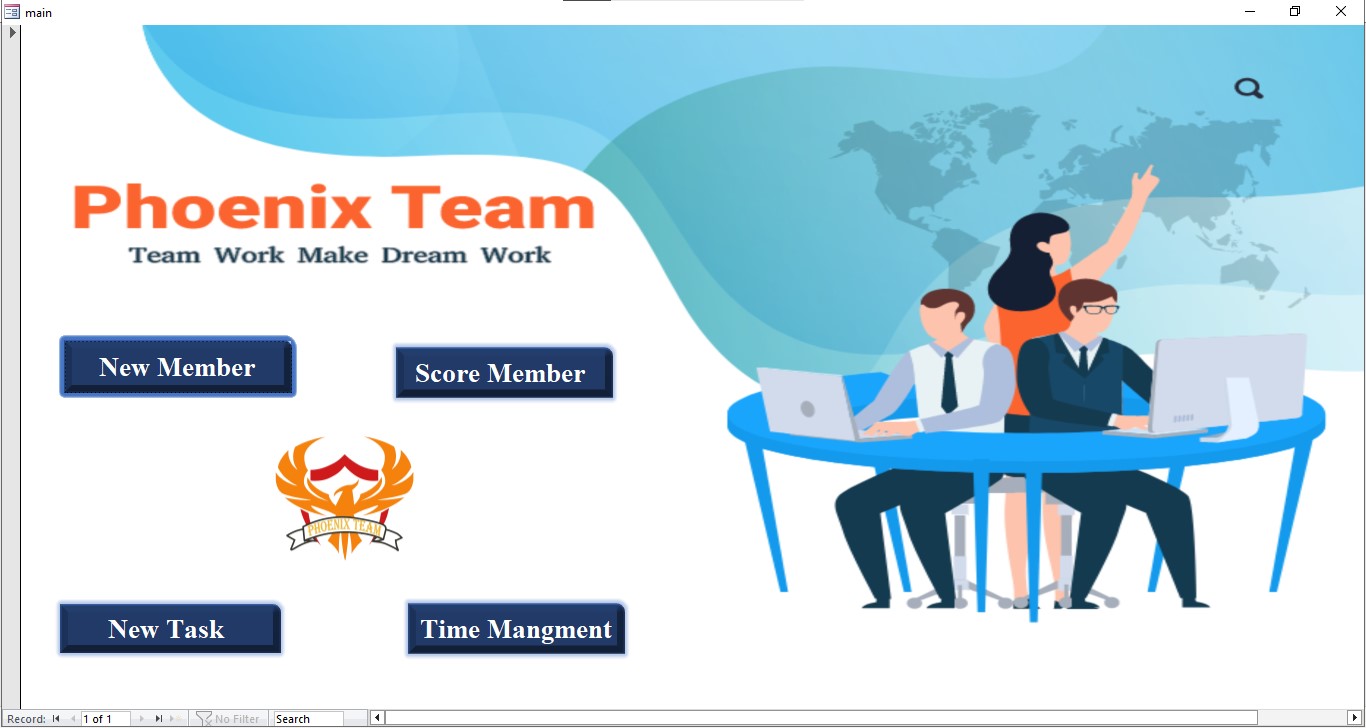 main
Phoenix Team
Team Work Make Dream Work
New Member
Score Member
PHOENIX TEAM
New Task
Time Mangment
Record: 1 of 1 No Filter Search